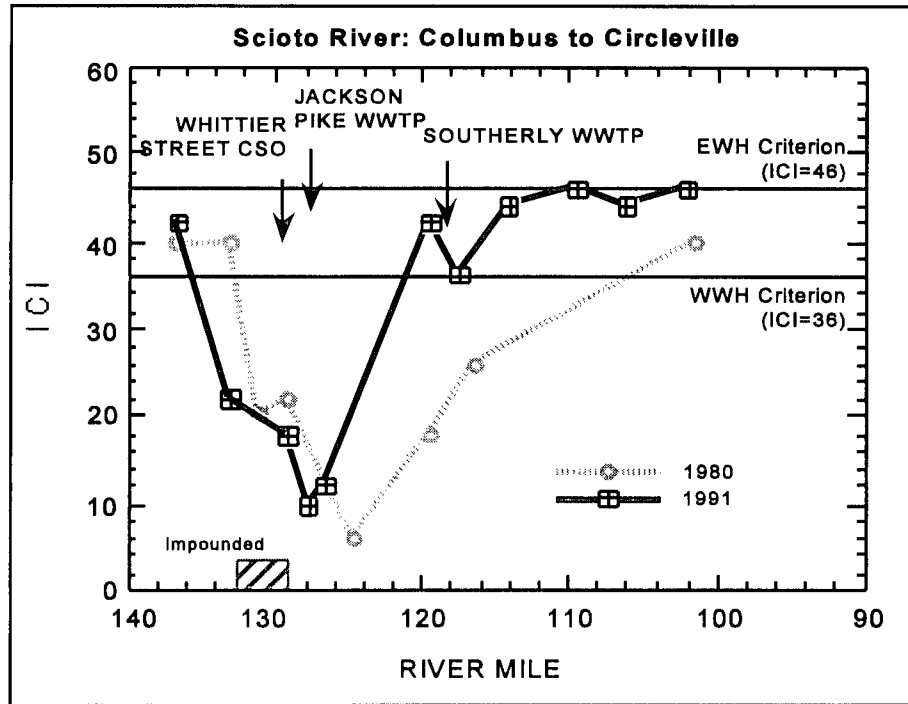 Scioto River: Columbus to Circleville
60
50
40
30
20
10
0
ICI
JACKSON
PIKE WWTP
WHITTIER
STREET CSO
SOUTHERLY WWTP
EWH Criterion
(ICI=46)
WWH Criterion
(ICI=36)
1980
1991
Impounded
140
130
120
110
100
90
RIVER MILE